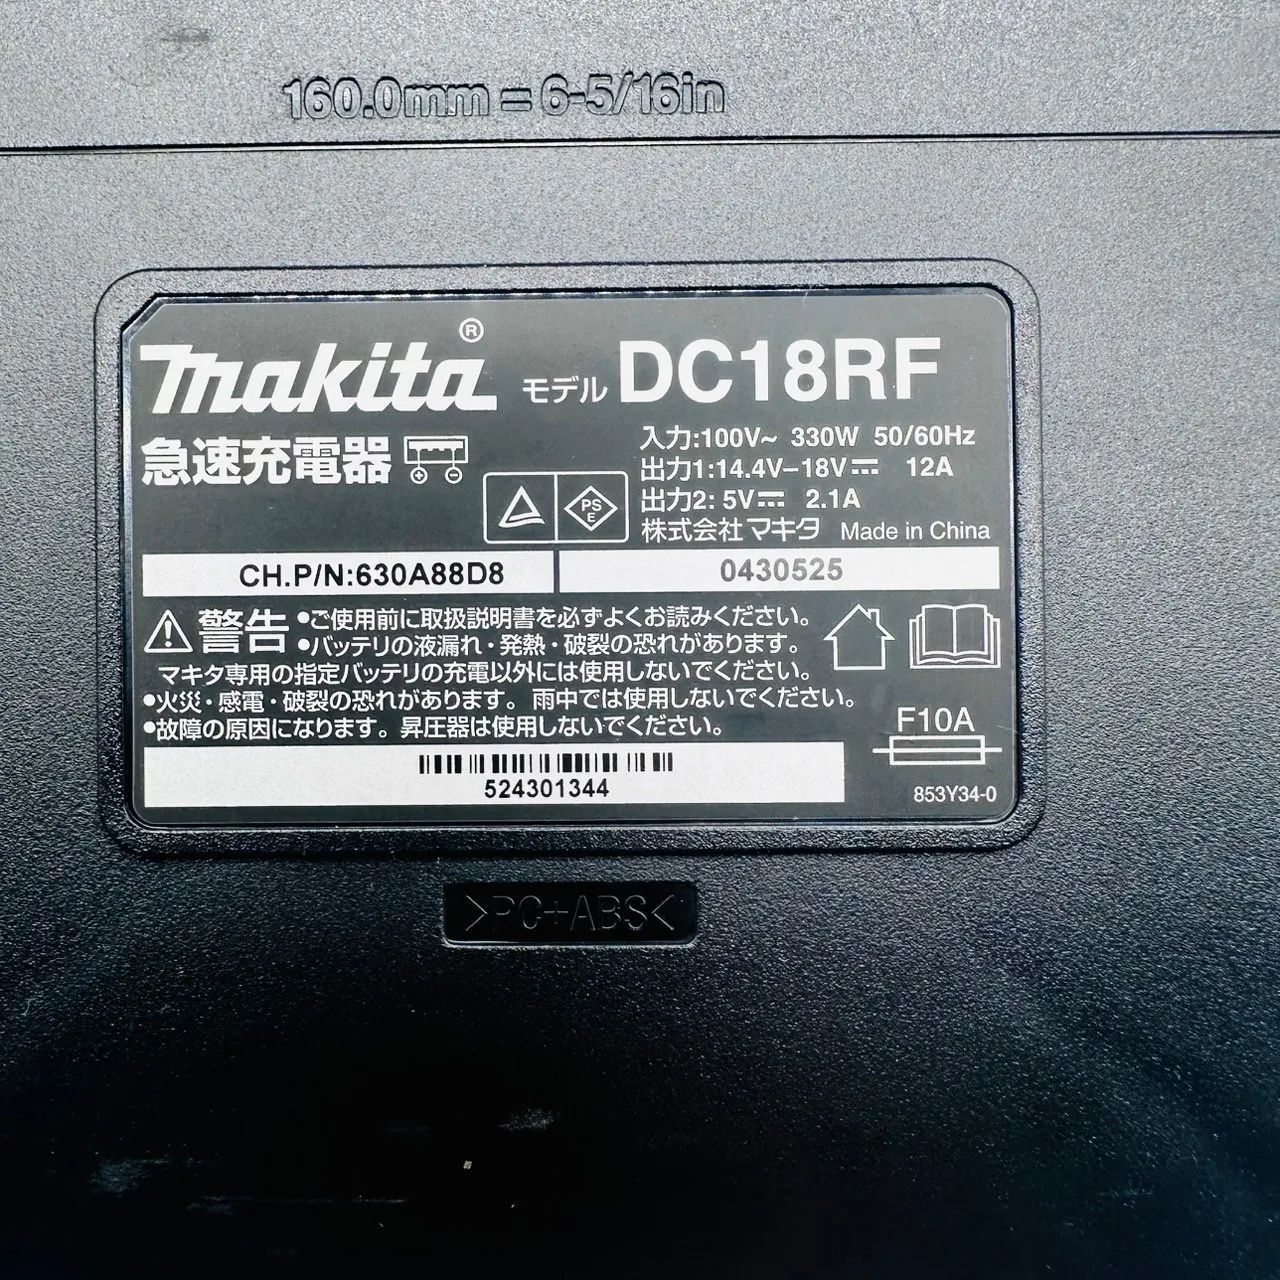 160.0mm = 6-5/16in
makita® モデル DC18RF
急速充電器
入力:100V~ 330W 50/60Hz
出力1:14.4V–18V⎓ 12A
出力2: 5V⎓ 2.1A
PS
E
株式会社マキタ Made in China
CH.P/N:630A88D8 0430525
警告 •ご使用前に取扱説明書を必ずよくお読みください。
•バッテリの液漏れ・発熱・破裂の恐れがあります。
マキタ専用の指定バッテリの充電以外には使用しないでください。
•火災・感電・破裂の恐れがあります。雨中では使用しないでください。
•故障の原因になります。昇圧器は使用しないでください。
F10A
524301344
853Y34-0
>PC+ABS<